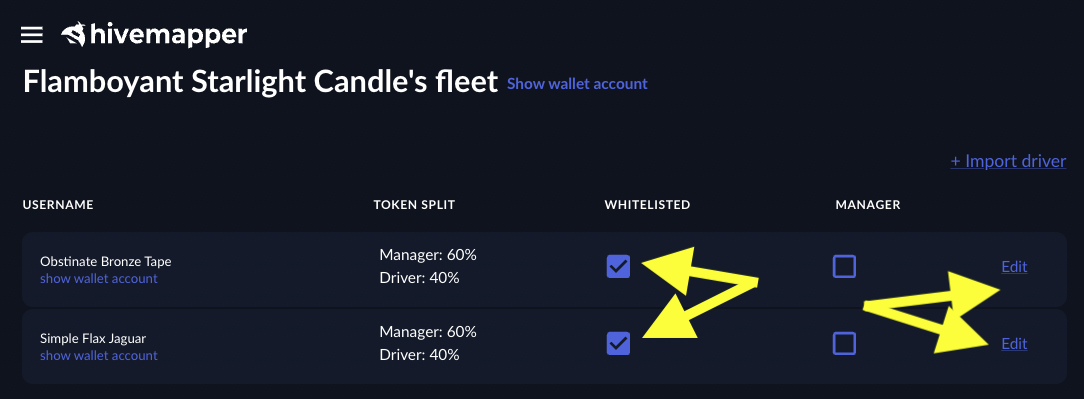 hivemapper
Flamboyant Starlight Candle's fleet Show wallet account
+ Import driver
USERNAME TOKEN SPLIT WHITELISTED MANAGER
Obstinate Bronze Tape
show wallet account
Manager: 60%
Driver: 40%
Edit
Simple Flax Jaguar
show wallet account
Manager: 60%
Driver: 40%
Edit